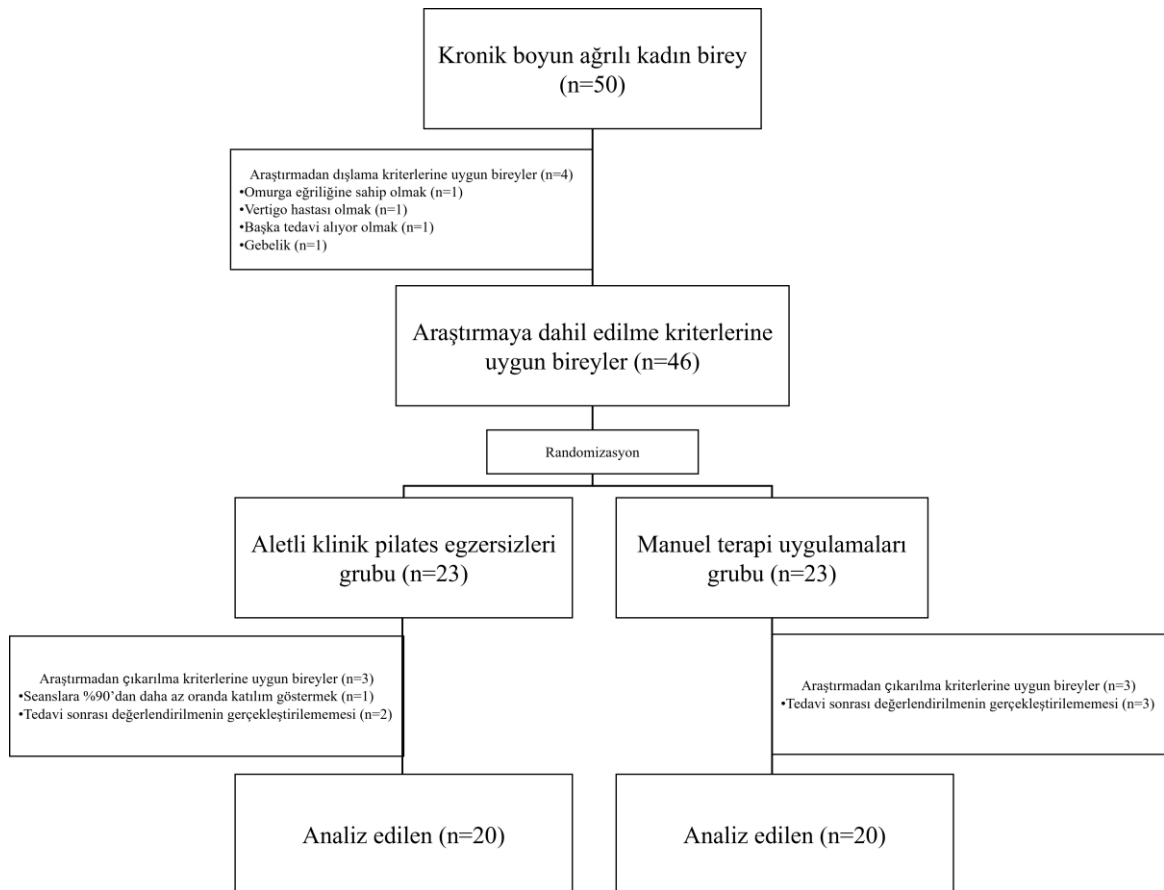 Kronik boyun ağrılı kadın birey
(n=50)
Araştırmadan dışlama kriterlerine uygun bireyler (n=4)
•Omurga eğriliğine sahip olmak (n=1)
•Vertigo hastası olmak (n=1)
•Başka tedavi alıyor olmak (n=1)
•Gebelik (n=1)
Araştırmaya dahil edilme kriterlerine
uygun bireyler (n=46)
Randomizasyon
Aletli klinik pilates egzersizleri
grubu (n=23)
Manuel terapi uygulamaları
grubu (n=23)
Araştırmadan çıkarılma kriterlerine uygun bireyler (n=3)
•Seanslara %90’dan daha az oranda katılım göstermek (n=1)
•Tedavi sonrası değerlendirilmenin gerçekleştirilememesi (n=2)
Araştırmadan çıkarılma kriterlerine uygun bireyler (n=3)
•Tedavi sonrası değerlendirilmenin gerçekleştirilememesi (n=3)
Analiz edilen (n=20)
Analiz edilen (n=20)